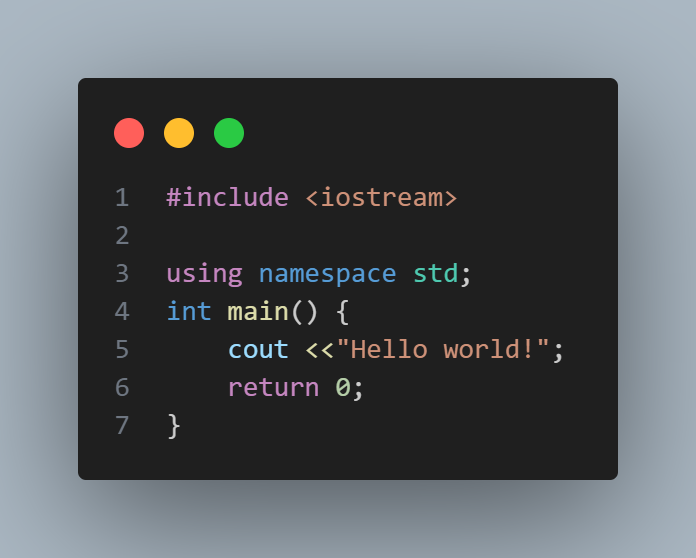 1 #include <iostream>
2
3 using namespace std;
4 int main() {
5     cout <<"Hello world!";
6     return 0;
7 }